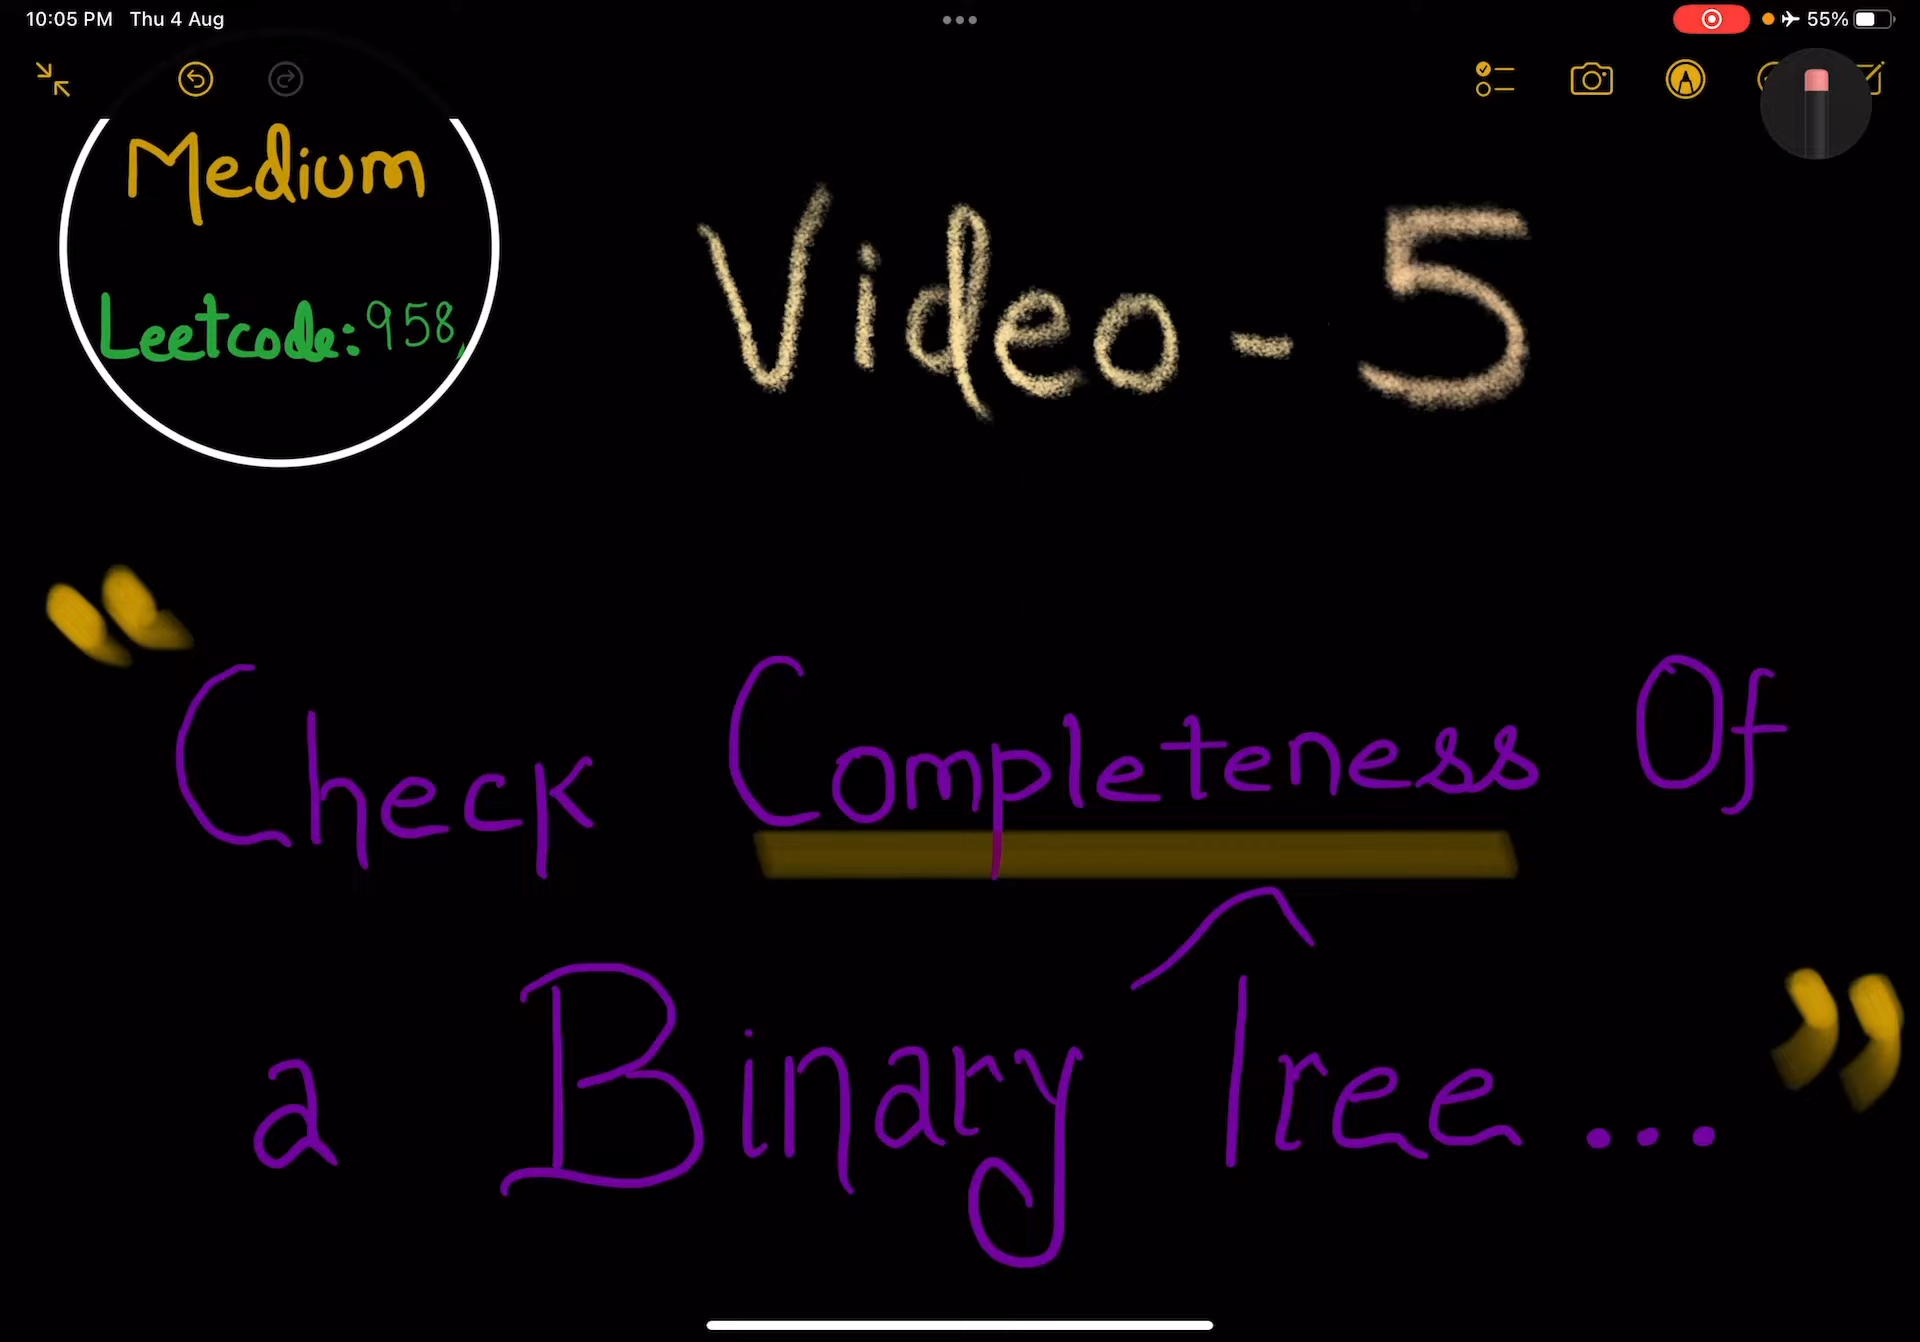 10:05 PM Thu 4 Aug
55%
Medium
Leetcode: 958,
Video - 5
“Check Completeness Of
a Binary Tree...”